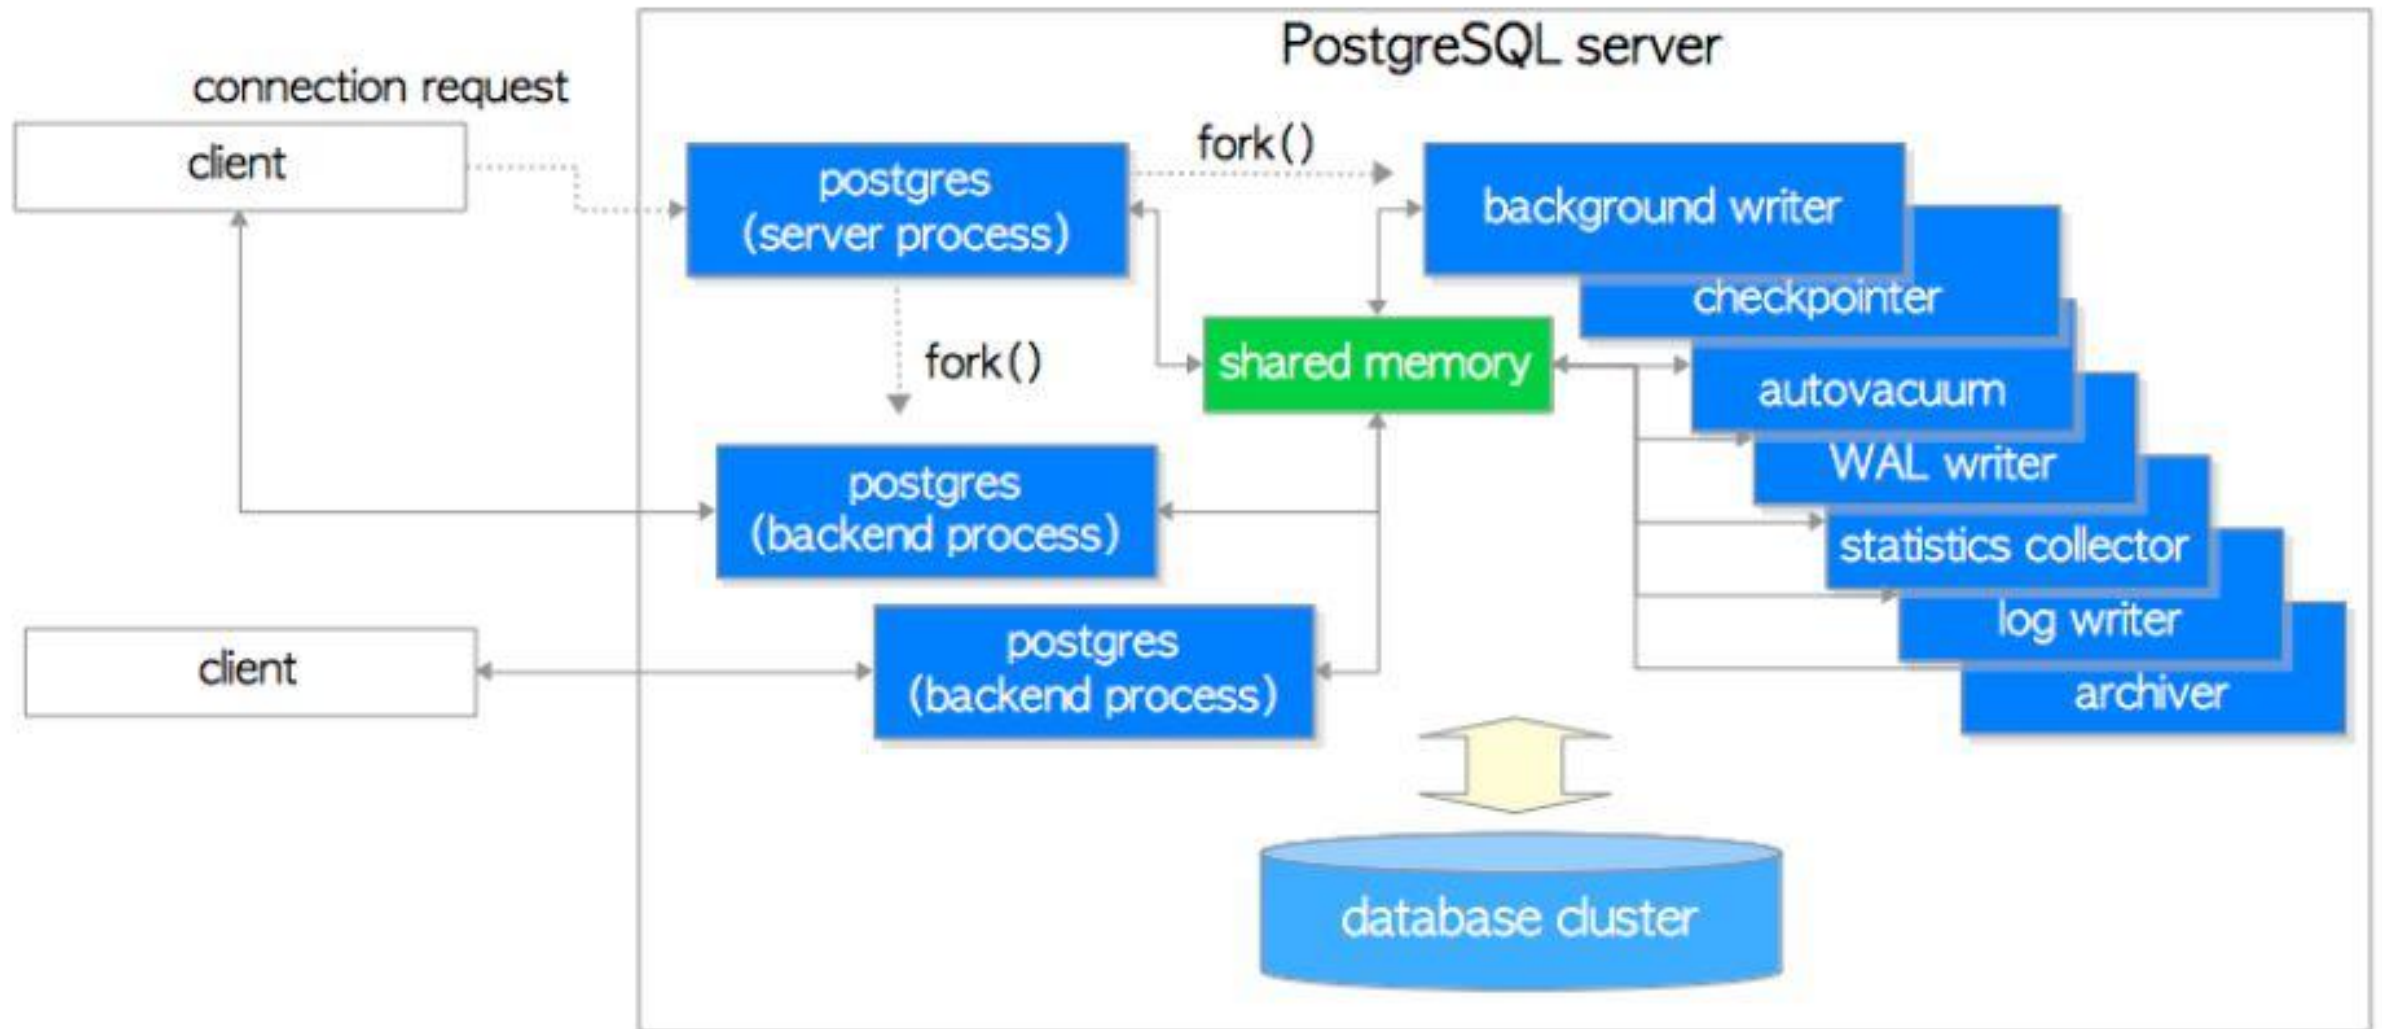 PostgreSQL server
connection request
client
postgres
(server process)
fork()
background writer
checkpointer
shared memory
fork()
autovacuum
WAL writer
postgres
(backend process)
statistics collector
log writer
client
postgres
(backend process)
archiver
database cluster